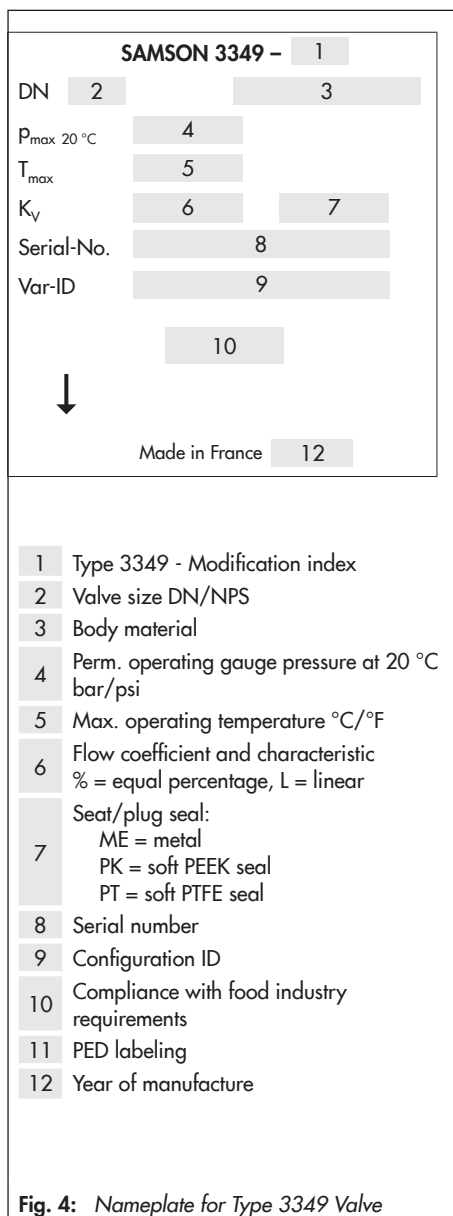 SAMSON 3349 – 1
DN 2 3
pmax 20 °C 4
Tmax 5
KV 6 7
Serial-No. 8
Var-ID 9
10
Made in France 12
1 Type 3349 - Modification index
2 Valve size DN/NPS
3 Body material
4 Perm. operating gauge pressure at 20 °C
bar/psi
5 Max. operating temperature °C/°F
6 Flow coefficient and characteristic
% = equal percentage, L = linear
7 Seat/plug seal:
ME = metal
PK = soft PEEK seal
PT = soft PTFE seal
8 Serial number
9 Configuration ID
10 Compliance with food industry
requirements
11 PED labeling
12 Year of manufacture
Fig. 4: Nameplate for Type 3349 Valve